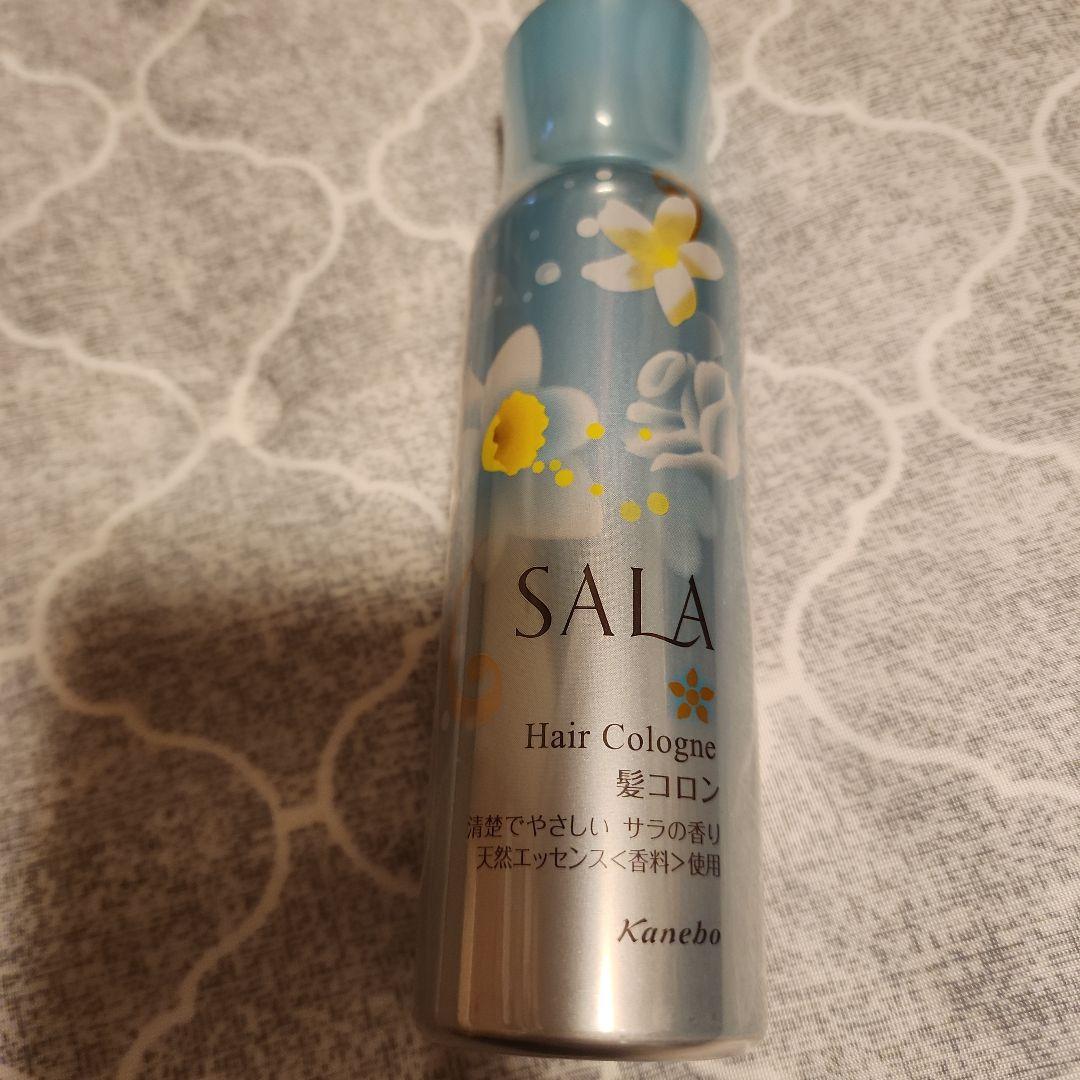 SALA
Hair Cologne
髪コロン
清楚でやさしい サラの香り
天然エッセンス<香料>使用
Kanebo